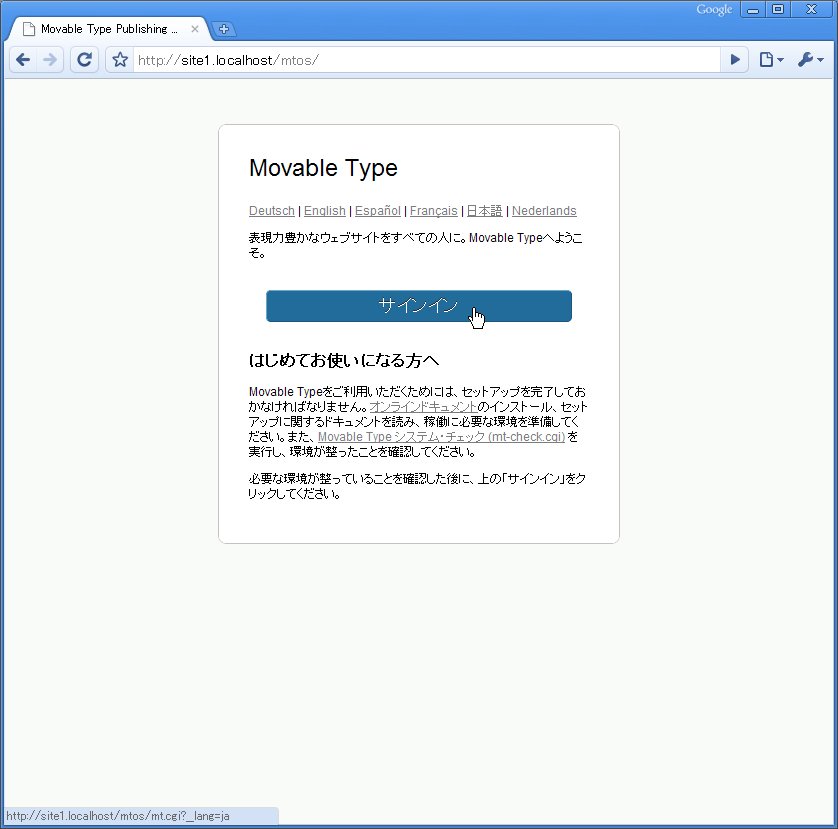 Google
Movable Type Publishing ...
http://site1.localhost/mtos/
Movable Type
Deutsch | English | Español | Français | 日本語 | Nederlands
表現力豊かなウェブサイトをすべての人に。Movable Typeへようこ
そ。
サインイン
はじめてお使いになる方へ
Movable Typeをご利用いただくためには、セットアップを完了してお
かなければなりません。オンラインドキュメントのインストール、セット
アップに関するドキュメントを読み、稼働に必要な環境を準備してく
ださい。また、Movable Type システム・チェック (mt-check.cgi) を
実行し、環境が整ったことを確認してください。
必要な環境が整っていることを確認した後に、上の「サインイン」をク
リックしてください。
http://site1.localhost/mtos/mt.cgi?_lang=ja